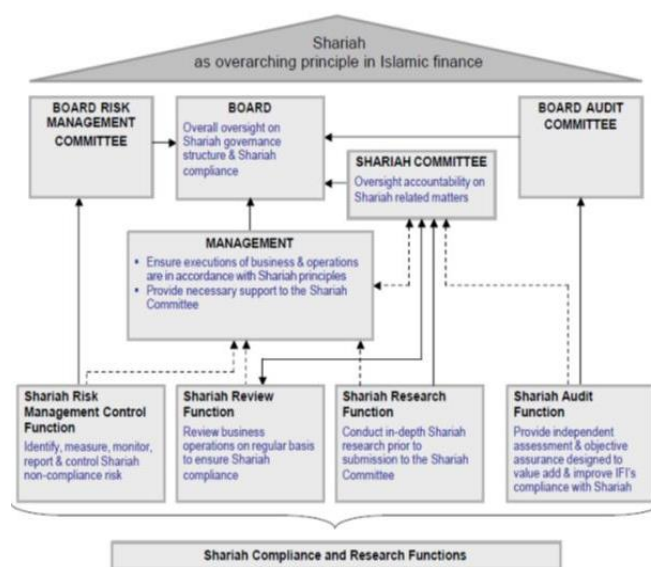 Shariah
as overarching principle in Islamic finance
BOARD RISK
MANAGEMENT
COMMITTEE
BOARD
Overall oversight on
Shariah governance
structure & Shariah
compliance
BOARD AUDIT
COMMITTEE
SHARIAH COMMITTEE
Oversight accountability on
Shariah related matters
MANAGEMENT
• Ensure executions of business & operations
are in accordance with Shariah principles
• Provide necessary support to the Shariah
Committee
Shariah Risk
Management Control
Function
Identify, measure, monitor,
report & control Shariah
non-compliance risk
Shariah Review
Function
Review business
operations on regular basis
to ensure Shariah
compliance
Shariah Research
Function
Conduct in-depth Shariah
research prior to
submission to the Shariah
Committee
Shariah Audit
Function
Provide independent
assessment & objective
assurance designed to
value add & improve IFI's
compliance with Shariah
Shariah Compliance and Research Functions